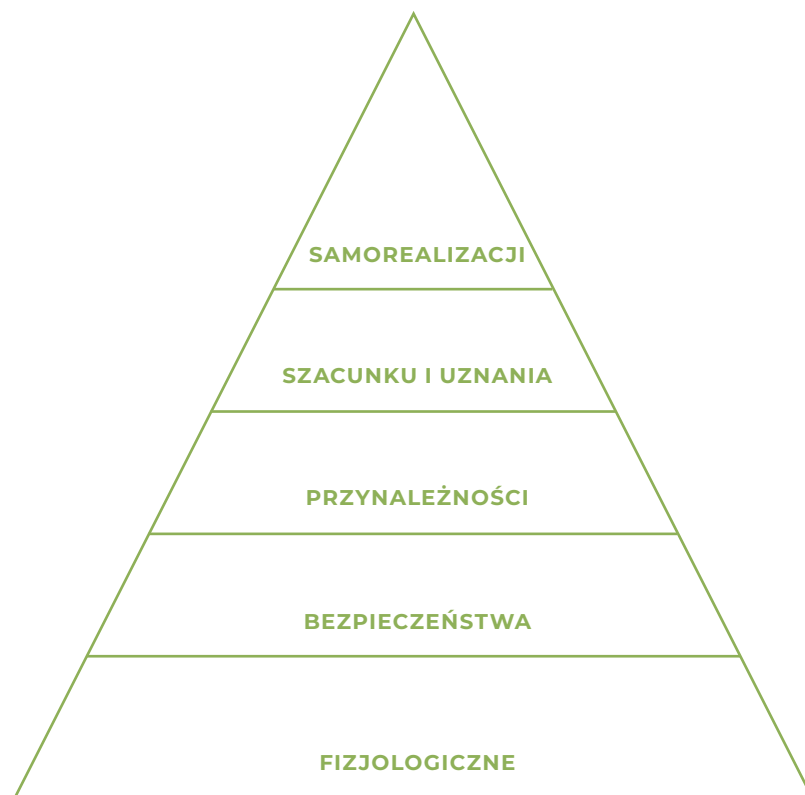 SAMOREALIZACJI
SZACUNKU I UZNANIA
PRZYNALEŻNOŚCI
BEZPIECZEŃSTWA
FIZJOLOGICZNE